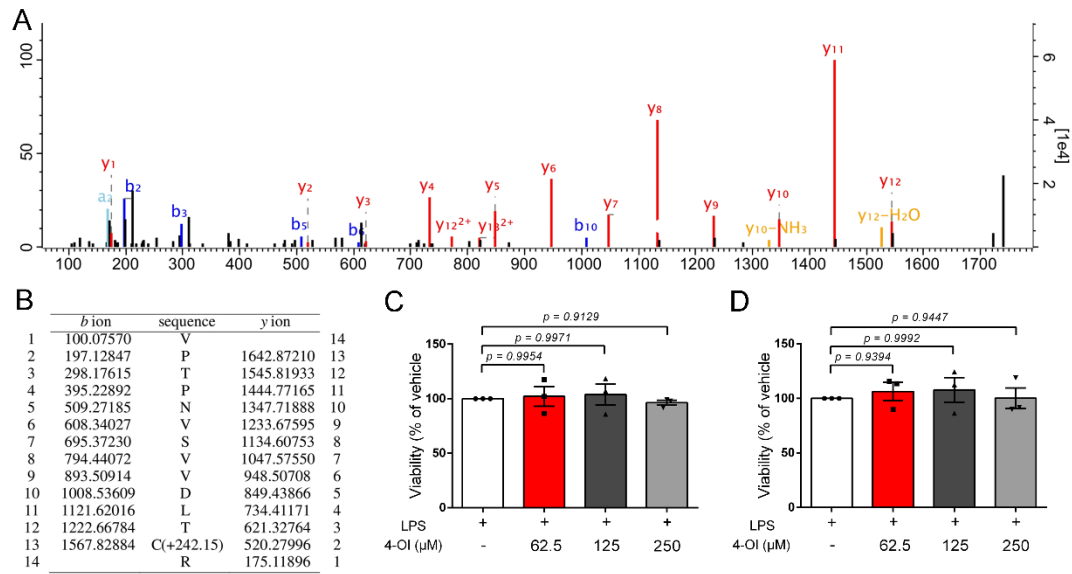 A
100
50
0
6
4
2
0
[1e4]
y₁
a₂
b₂
b₃
b₅
y₂
b₆
y₃
y₄
y₁₂²⁺
y₅
y₁₃²⁺
y₆
b₁₀
y₇
y₈
y₉
y₁₀-NH₃
y₁₀
y₁₁
y₁₂-H₂O
y₁₂
100 200 300 400 500 600 700 800 900 1000 1100 1200 1300 1400 1500 1600 1700
B
b ion sequence y ion
1 100.07570 V 14
2 197.12847 P 1642.87210 13
3 298.17615 T 1545.81933 12
4 395.22892 P 1444.77165 11
5 509.27185 N 1347.71888 10
6 608.34027 V 1233.67595 9
7 695.37230 S 1134.60753 8
8 794.44072 V 1047.57550 7
9 893.50914 V 948.50708 6
10 1008.53609 D 849.43866 5
11 1121.62016 L 734.41171 4
12 1222.66784 T 621.32764 3
13 1567.82884 C(+242.15) 520.27996 2
14 R 175.11896 1
C
p = 0.9129
p = 0.9971
p = 0.9954
Viability (% of vehicle)
150
100
50
0
LPS + + + +
4-OI (µM) - 62.5 125 250
D
p = 0.9447
p = 0.9992
p = 0.9394
Viability (% of vehicle)
150
100
50
0
LPS + + + +
4-OI (µM) - 62.5 125 250